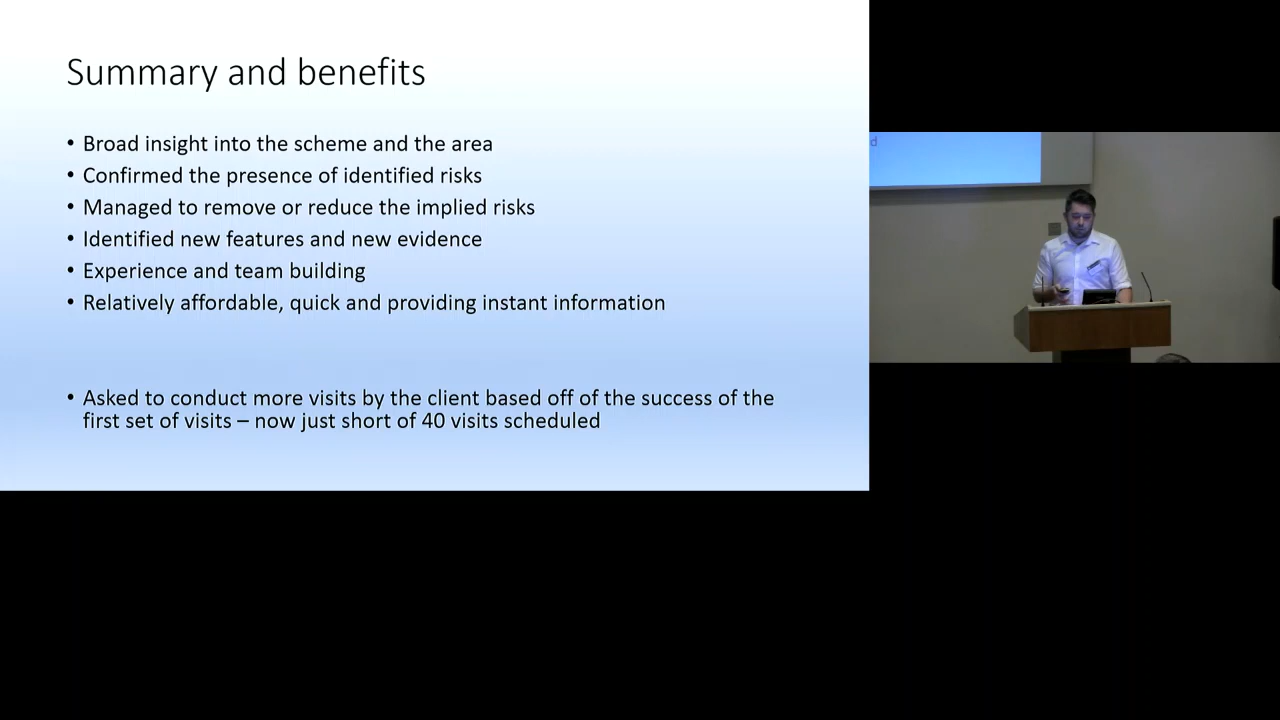 Summary and benefits
• Broad insight into the scheme and the area
• Confirmed the presence of identified risks
• Managed to remove or reduce the implied risks
• Identified new features and new evidence
• Experience and team building
• Relatively affordable, quick and providing instant information
• Asked to conduct more visits by the client based off of the success of the
first set of visits – now just short of 40 visits scheduled
d